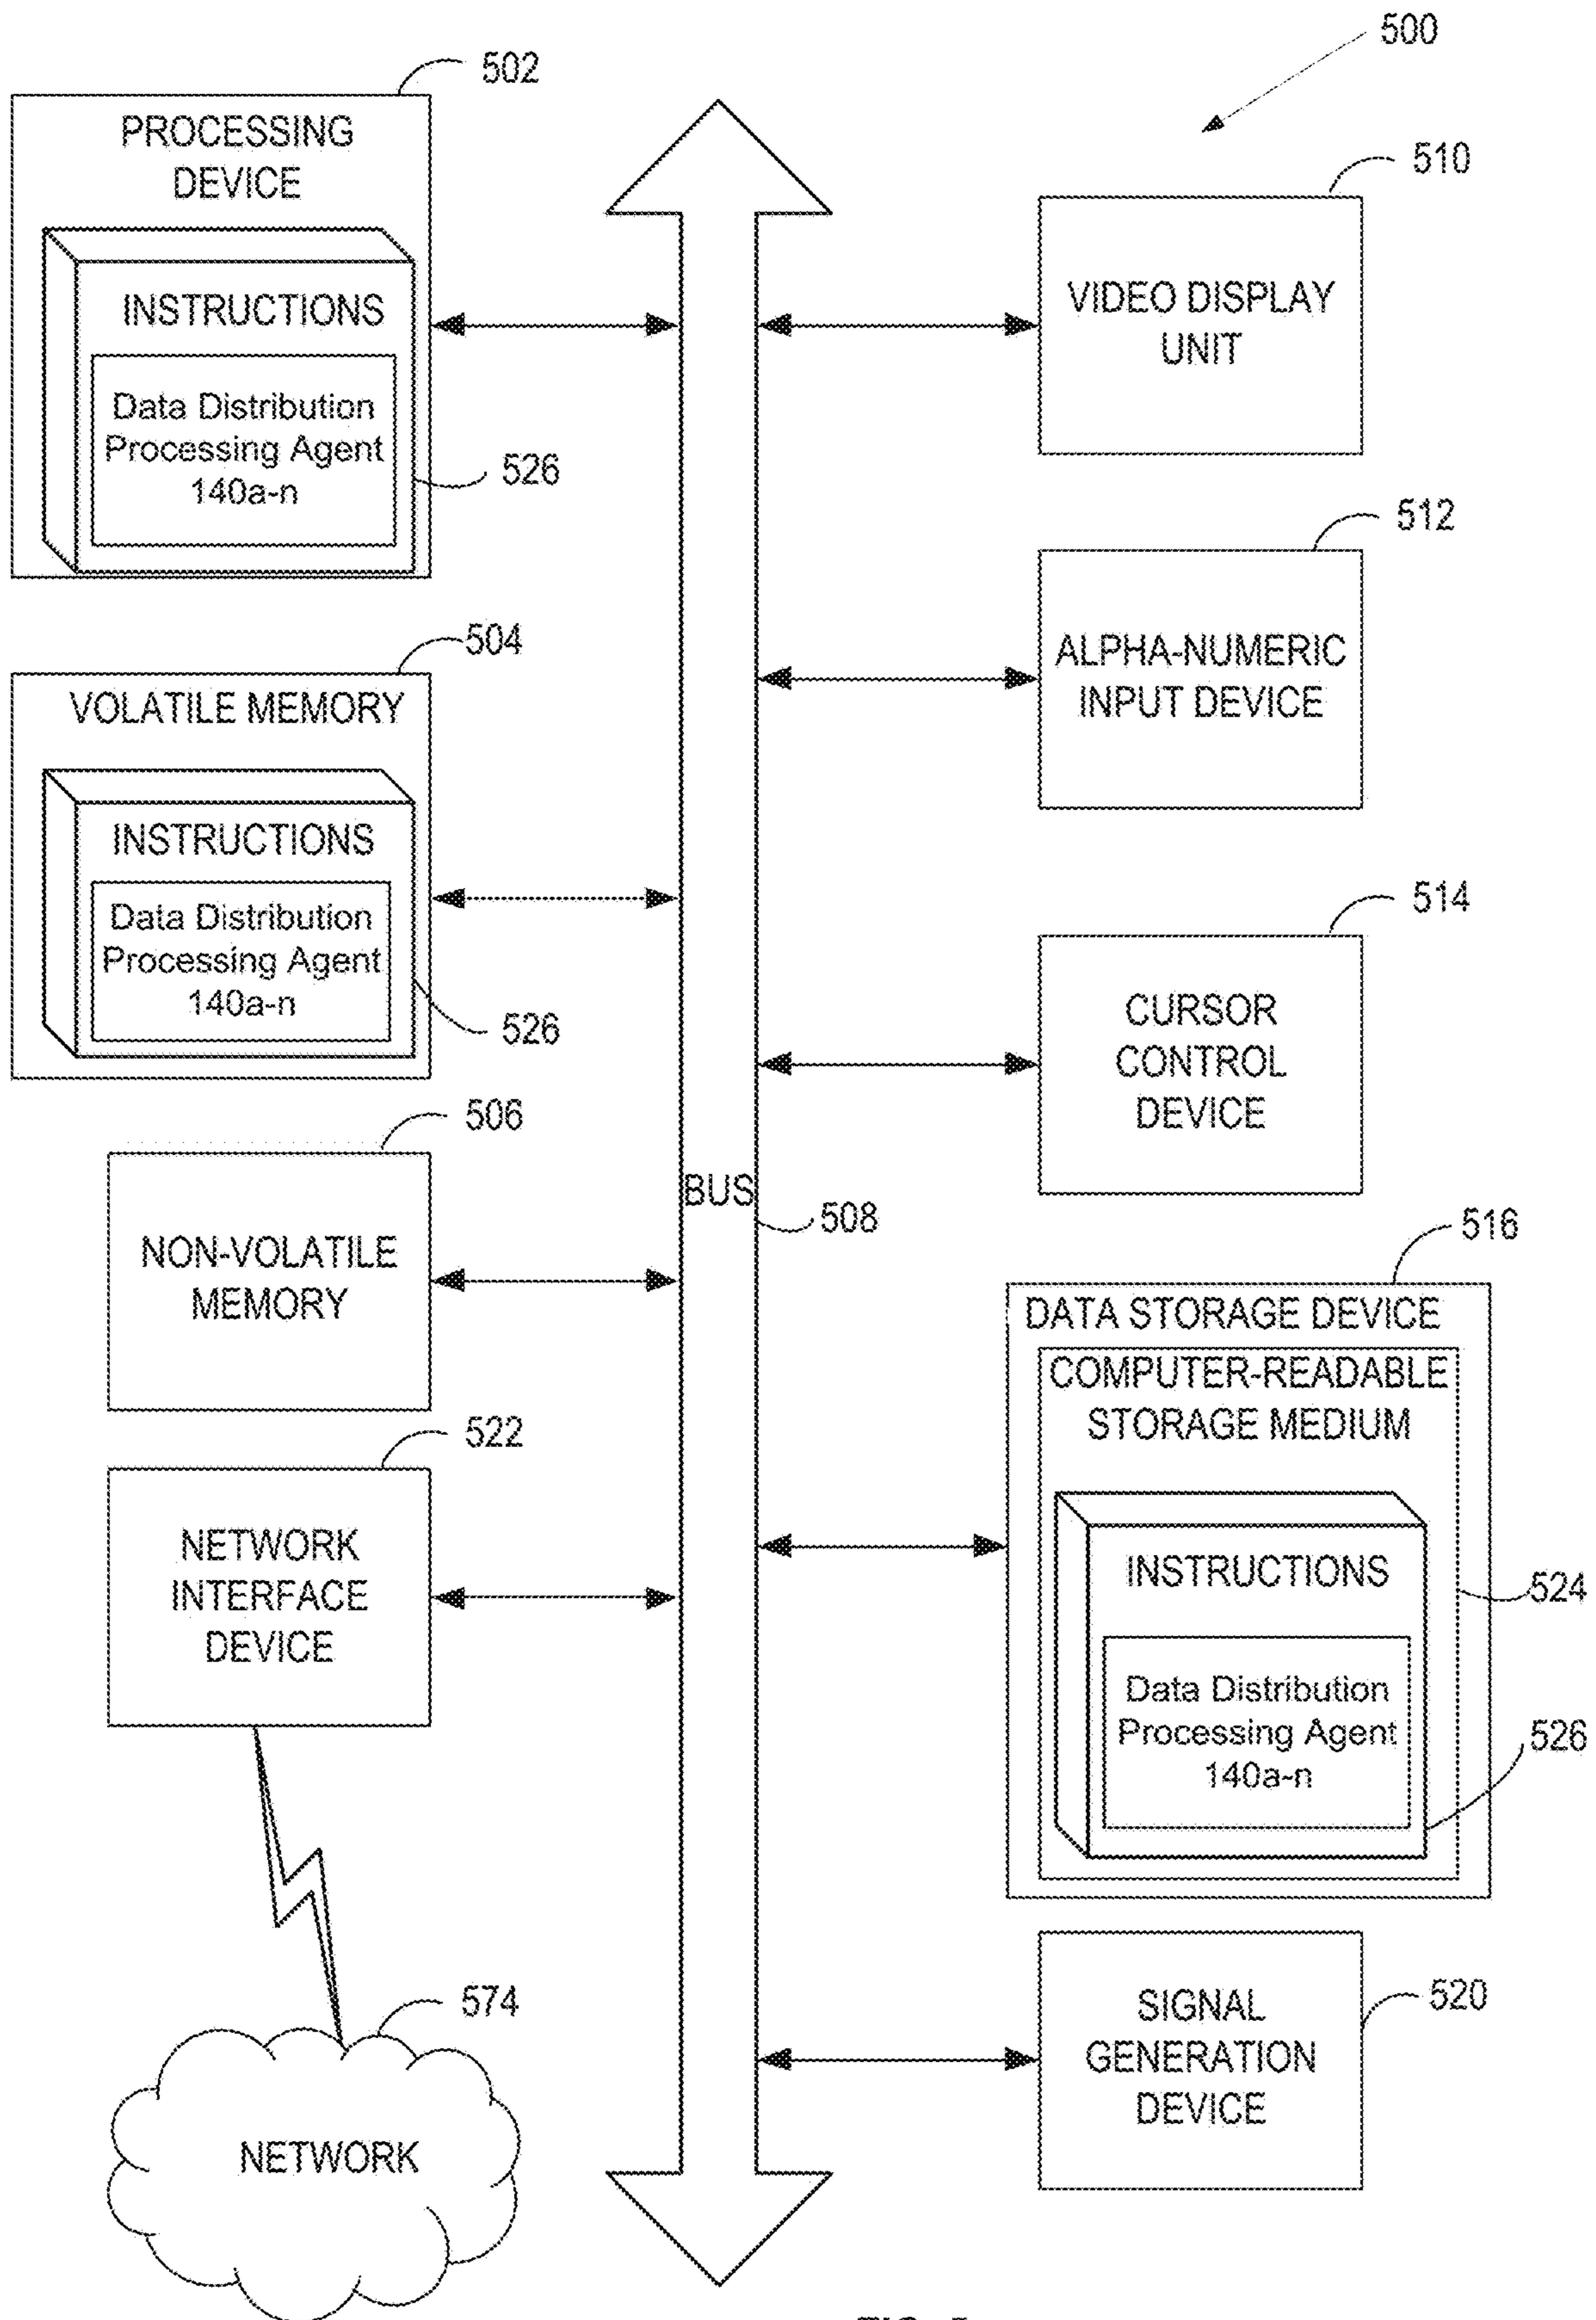 500
502
PROCESSING
DEVICE
INSTRUCTIONS
Data Distribution
Processing Agent
140a-n
526
504
VOLATILE MEMORY
INSTRUCTIONS
Data Distribution
Processing Agent
140a-n
526
506
NON-VOLATILE
MEMORY
522
NETWORK
INTERFACE
DEVICE
574
NETWORK
BUS
508
510
VIDEO DISPLAY
UNIT
512
ALPHA-NUMERIC
INPUT DEVICE
514
CURSOR
CONTROL
DEVICE
516
DATA STORAGE DEVICE
COMPUTER-READABLE
STORAGE MEDIUM
INSTRUCTIONS
524
Data Distribution
Processing Agent
140a-n
526
SIGNAL
GENERATION
DEVICE
520